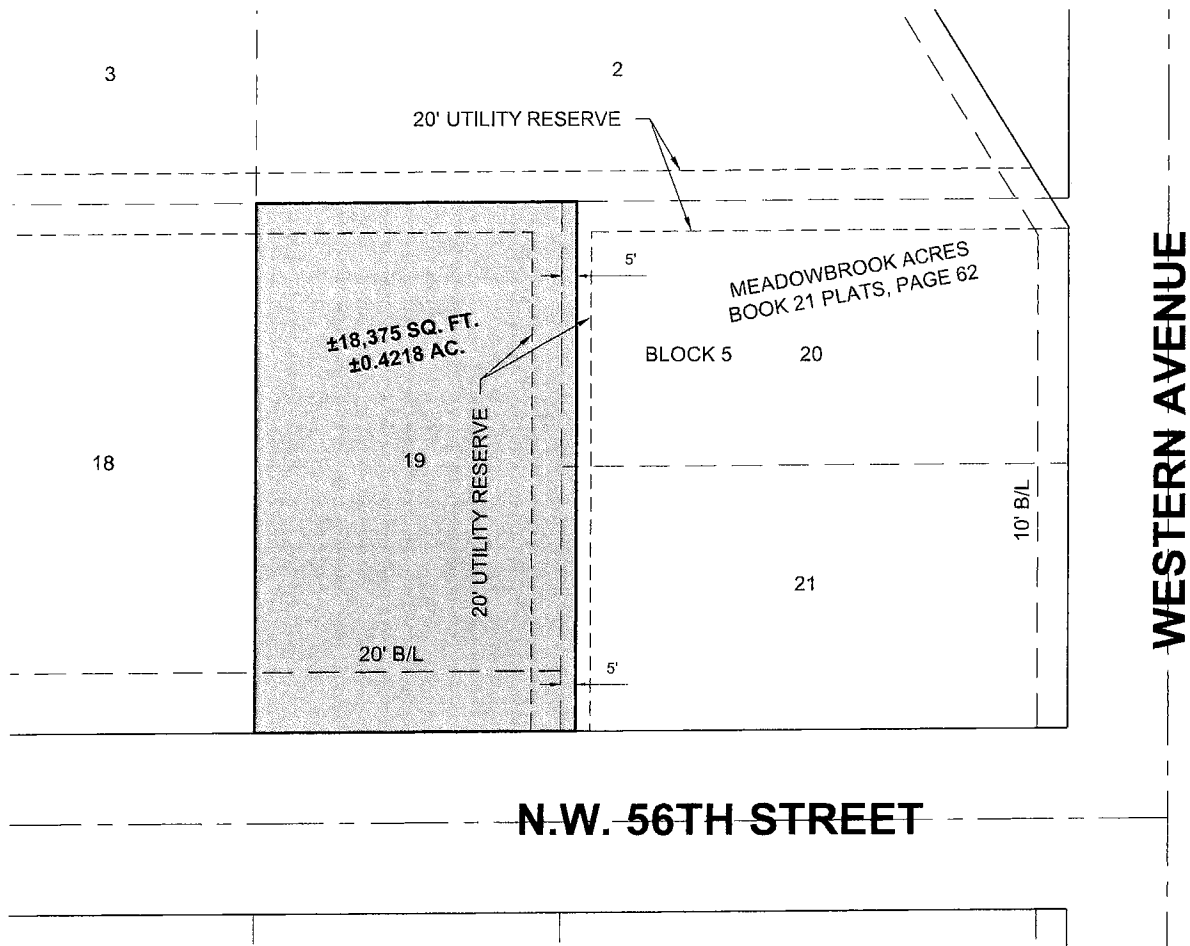 3
2
20' UTILITY RESERVE
5'
MEADOWBROOK ACRES
BOOK 21 PLATS, PAGE 62
±18,375 SQ. FT.
±0.4218 AC.
BLOCK 5
20
18
19
20' UTILITY RESERVE
10' B/L
21
20' B/L
5'
N.W. 56TH STREET
WESTERN AVENUE